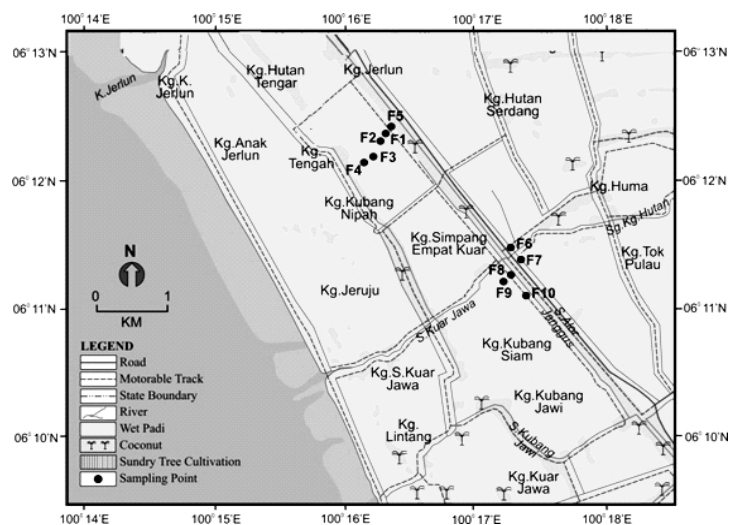 100° 14'E 100° 15'E 100° 16'E 100° 17'E 100° 18'E
06° 13'N 06° 13'N
K.Jerlun
Kg.K.
Jerlun
Kg.Hutan
Tengar
Kg.Jerlun
Kg.Hutan
Serdang
Kg.Anak
Jerlun
F5
F2 F1
F3
F4
Kg.
Tengah
06° 12'N 06° 12'N
Kg.Huma
Kg.Kubang
Nipah
Sg.Kg.Hutan
Kg.Simpang
Empat Kuar
Kg.Tok
Pulau
F6
F7
F8
F9 F10
N
0 1
KM
Kg.Jeruju
06° 11'N 06° 11'N
S.Kuar Jawa
S.Alor
Jenggus
Kg.Kubang
Siam
Kg.S.Kuar
Jawa
Kg.Kubang
Jawi
Kg.
Lintang
S.Kubang
Jawi
06° 10'N 06° 10'N
Kg.Kuar
Jawa
LEGEND
Road
Motorable Track
State Boundary
River
Wet Padi
Coconut
Sundry Tree Cultivation
Sampling Point
100° 14'E 100° 15'E 100° 16'E 100° 17'E 100° 18'E